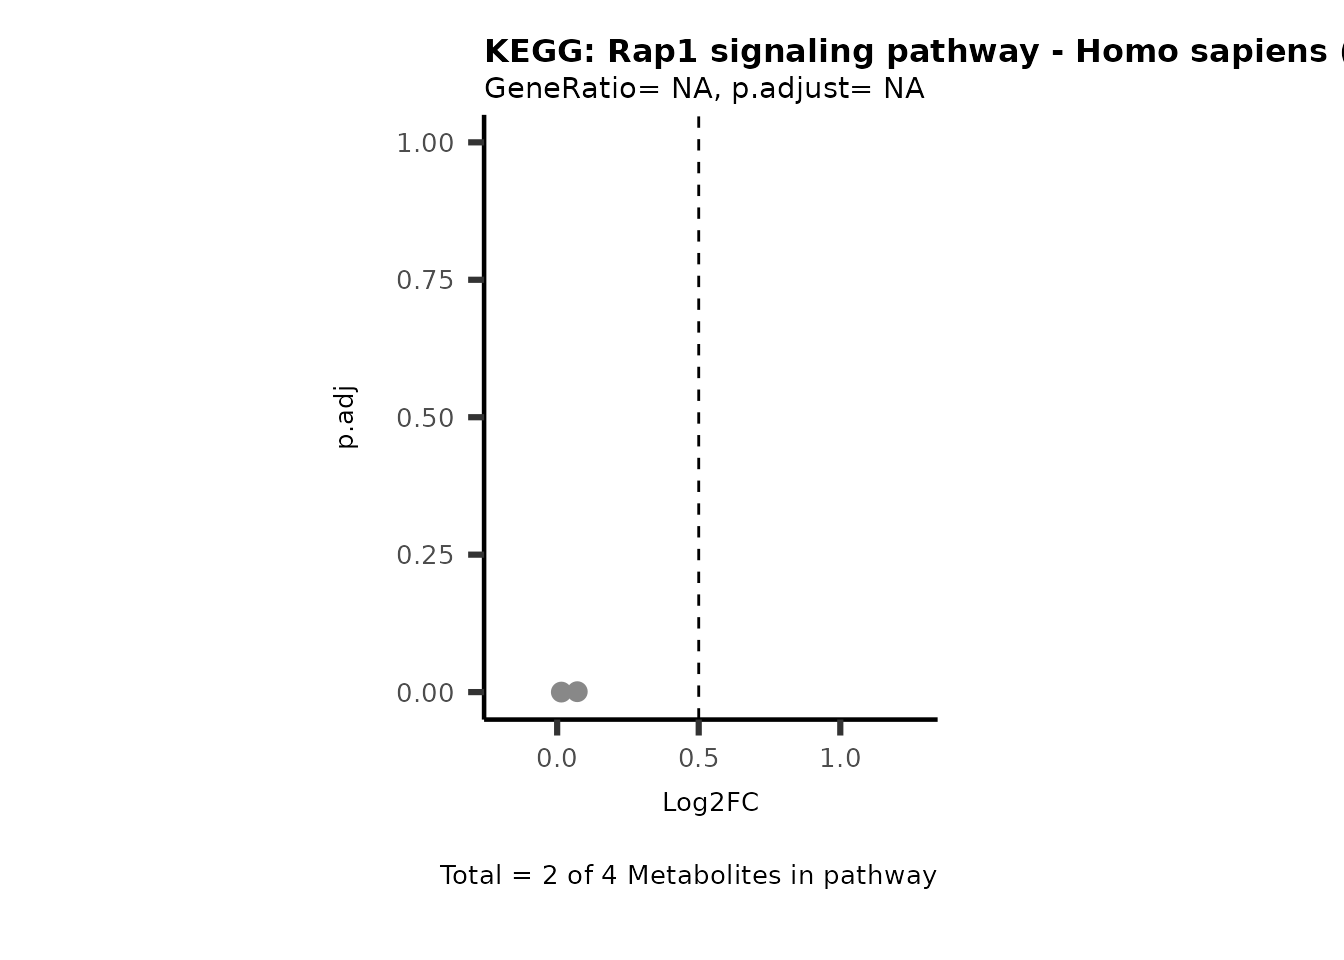 KEGG: Rap1 signaling pathway - Homo sapiens (
GeneRatio= NA, p.adjust= NA
1.00
0.75
0.50
0.25
0.00
p.adj
0.0 0.5 1.0
Log2FC
Total = 2 of 4 Metabolites in pathway